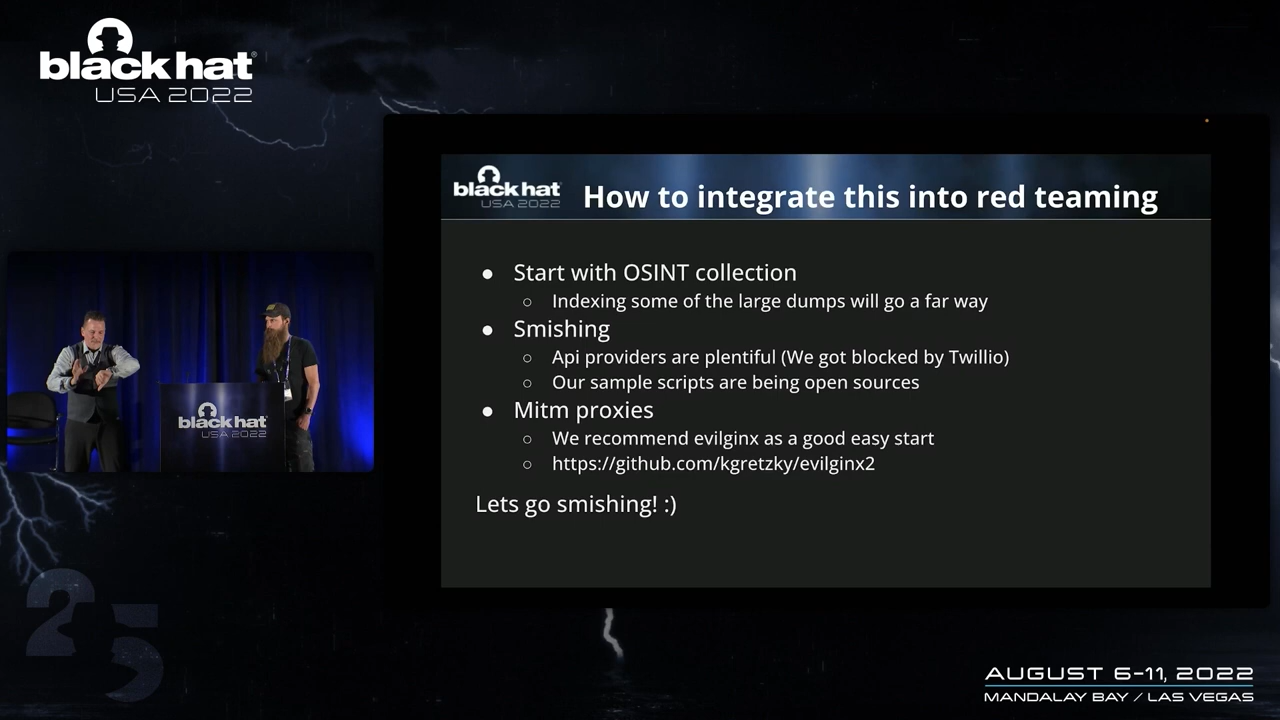 black hat®
USA 2022
black hat
USA 2022
How to integrate this into red teaming
● Start with OSINT collection
○ Indexing some of the large dumps will go a far way
● Smishing
○ Api providers are plentiful (We got blocked by Twillio)
○ Our sample scripts are being open sources
● Mitm proxies
○ We recommend evilginx as a good easy start
○ https://github.com/kgretzky/evilginx2
Lets go smishing! :)
black hat
USA 2022
25
AUGUST 6-11, 2022
MANDALAY BAY / LAS VEGAS